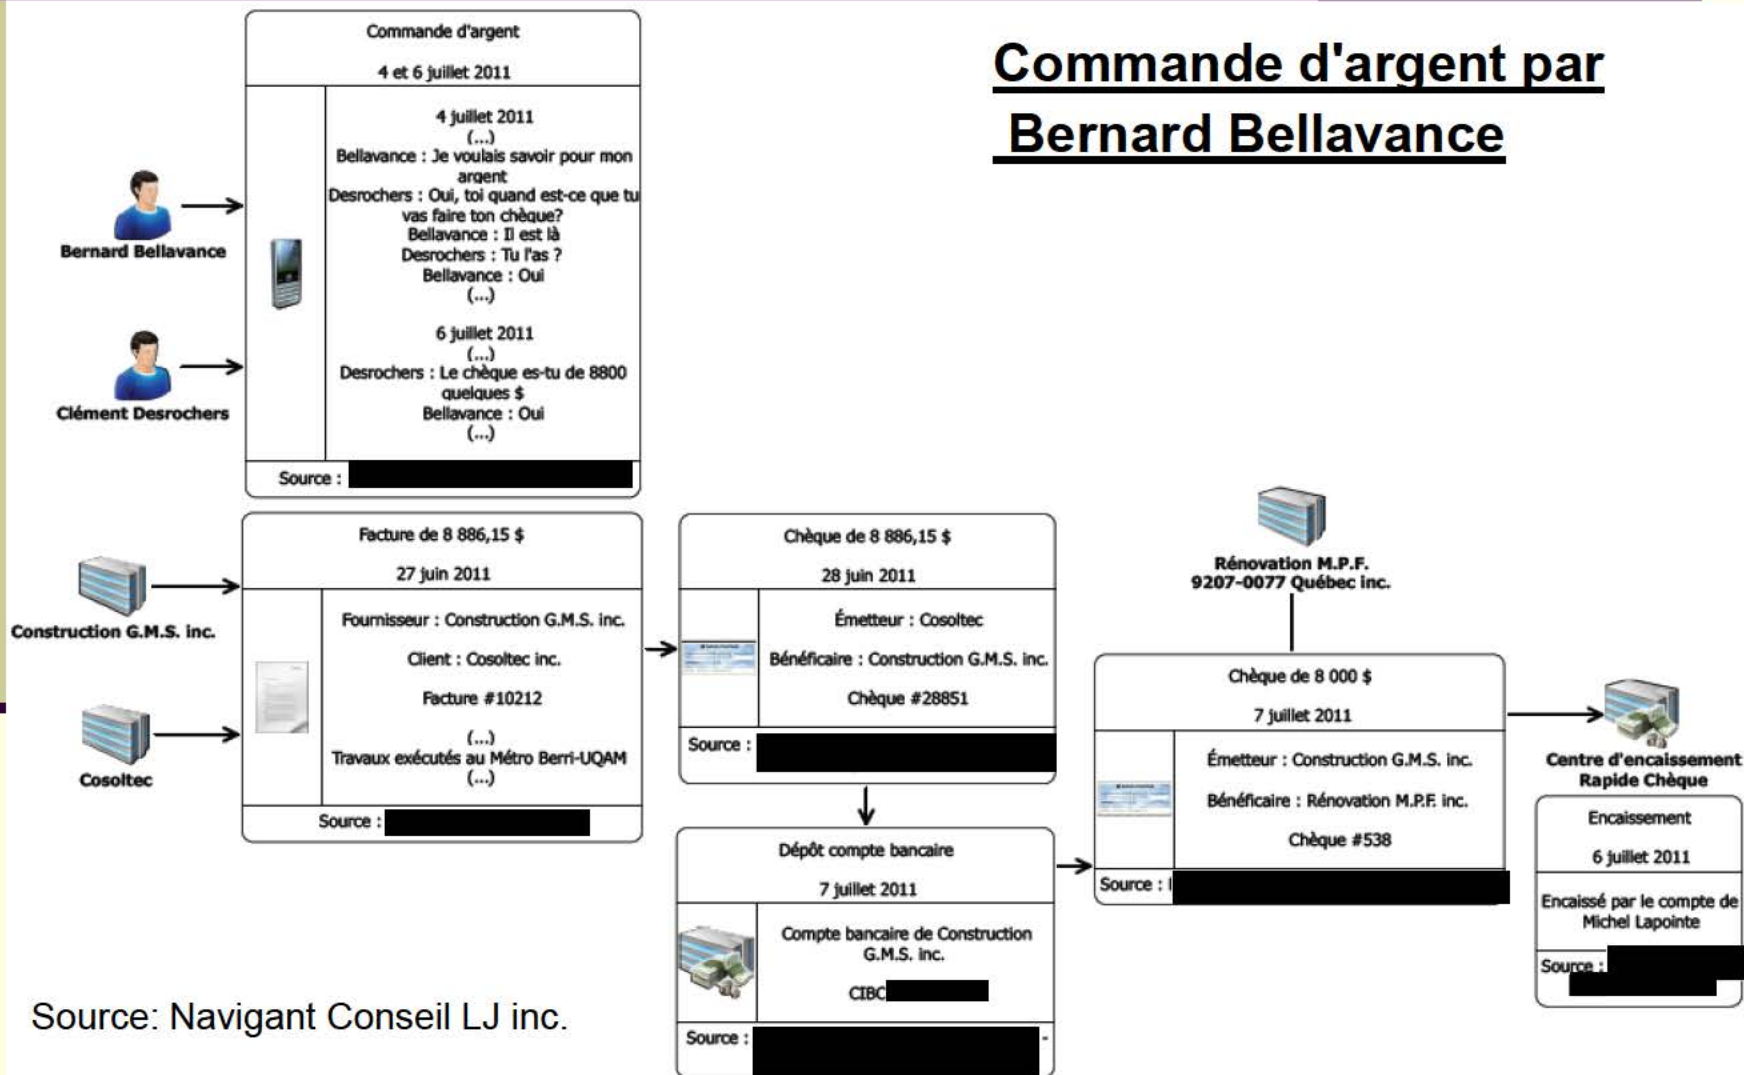 Commande d'argent par
Bernard Bellavance
Commande d'argent
4 et 6 juillet 2011
4 juillet 2011
(...)
Bellavance : Je voulais savoir pour mon
argent
Desrochers : Oui, toi quand est-ce que tu
vas faire ton chèque?
Bellavance : Il est là
Desrochers : Tu l'as ?
Bellavance : Oui
(...)
6 juillet 2011
(...)
Desrochers : Le chèque es-tu de 8800
quelques $
Bellavance : Oui
(...)
Source :
Bernard Bellavance
Clément Desrochers
Construction G.M.S. inc.
Cosoltec
Facture de 8 886,15 $
27 juin 2011
Fournisseur : Construction G.M.S. inc.
Client : Cosoltec inc.
Facture #10212
(...)
Travaux exécutés au Métro Berri-UQAM
(...)
Source :
Chèque de 8 886,15 $
28 juin 2011
Émetteur : Cosoltec
Bénéficaire : Construction G.M.S. inc.
Chèque #28851
Source :
Dépôt compte bancaire
7 juillet 2011
Compte bancaire de Construction
G.M.S. inc.
CIBC
Source :
Rénovation M.P.F.
9207-0077 Québec inc.
Chèque de 8 000 $
7 juillet 2011
Émetteur : Construction G.M.S. inc.
Bénéficaire : Rénovation M.P.F. inc.
Chèque #538
Source :
Centre d'encaissement
Rapide Chèque
Encaissement
6 juillet 2011
Encaissé par le compte de
Michel Lapointe
Source :
Source: Navigant Conseil LJ inc.